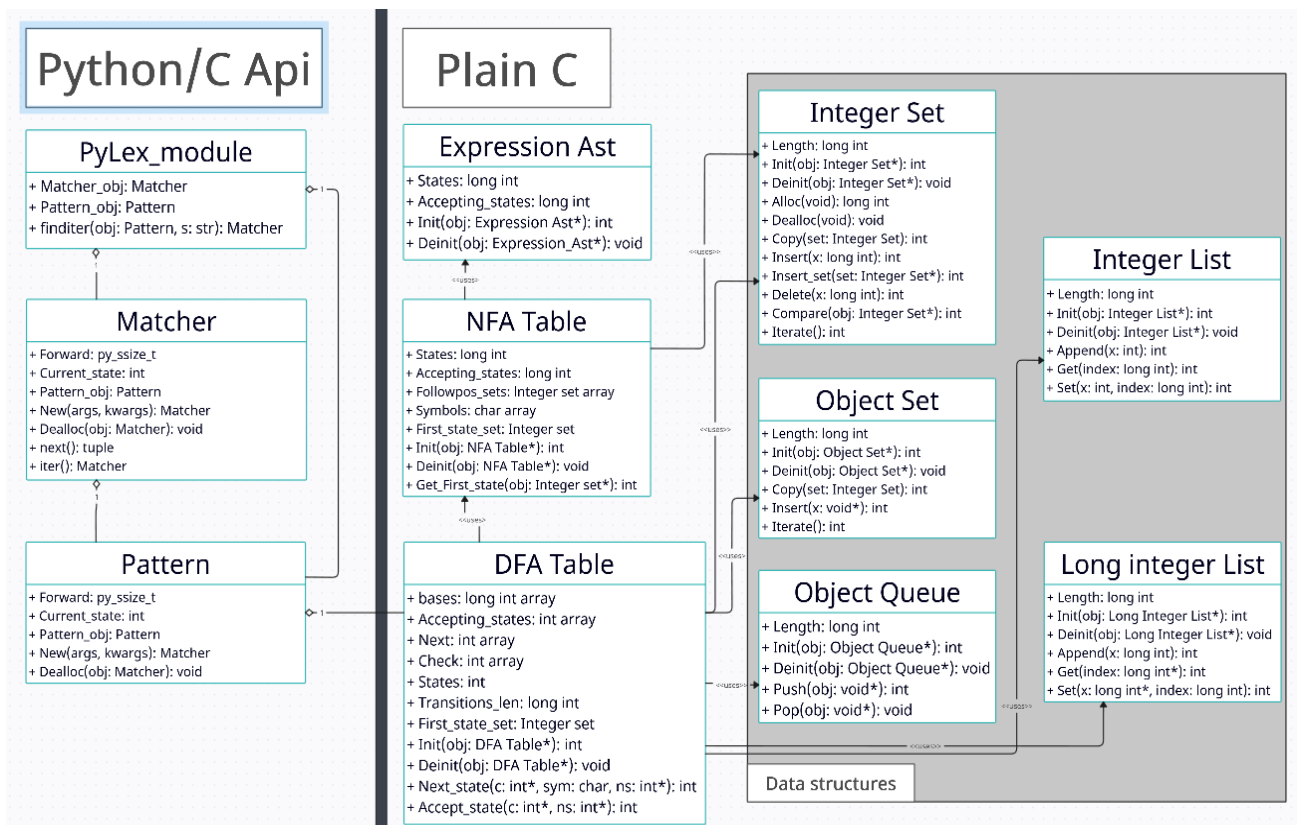 Python/C Api
PyLex_module
+ Matcher_obj: Matcher
+ Pattern_obj: Pattern
+ finditer(obj: Pattern, s: str): Matcher
1
1
Matcher
+ Forward: py_ssize_t
+ Current_state: int
+ Pattern_obj: Pattern
+ New(args, kwargs): Matcher
+ Dealloc(obj: Matcher): void
+ next(): tuple
+ iter(): Matcher
1
Pattern
+ Forward: py_ssize_t
+ Current_state: int
+ Pattern_obj: Pattern
+ New(args, kwargs): Matcher
+ Dealloc(obj: Matcher): void
1
Plain C
Expression Ast
+ States: long int
+ Accepting_states: long int
+ Init(obj: Expression Ast*): int
+ Deinit(obj: Expression_Ast*): void
<<uses>
NFA Table
+ States: long int
+ Accepting_states: long int
+ Followpos_sets: Integer set array
+ Symbols: char array
+ First_state_set: Integer set
+ Init(obj: NFA Table*): int
+ Deinit(obj: NFA Table*): void
+ Get_First_state(obj: Integer set*): int
<<uses>
DFA Table
+ bases: long int array
+ Accepting_states: int array
+ Next: int array
+ Check: int array
+ States: int
+ Transitions_len: long int
+ First_state_set: Integer set
+ Init(obj: DFA Table*): int
+ Deinit(obj: DFA Table*): void
+ Next_state(c: int*, sym: char, ns: int*): int
+ Accept_state(c: int*, ns: int*): int
<<uses>>
<<uses>>
<<uses>>
<<uses>>
<<uses>>
<<uses>>
Integer Set
+ Length: long int
+ Init(obj: Integer Set*): int
+ Deinit(obj: Integer Set*): void
+ Alloc(void): long int
+ Dealloc(void): void
+ Copy(set: Integer Set): int
+ Insert(x: long int): int
+ Insert_set(set: Integer Set*): int
+ Delete(x: long int): int
+ Compare(obj: Integer Set*): int
+ Iterate(): int
Object Set
+ Length: long int
+ Init(obj: Object Set*): int
+ Deinit(obj: Object Set*): void
+ Copy(set: Integer Set): int
+ Insert(x: void*): int
+ Iterate(): int
Object Queue
+ Length: long int
+ Init(obj: Object Queue*): int
+ Deinit(obj: Object Queue*): void
+ Push(obj: void*): int
+ Pop(obj: void*): void
Integer List
+ Length: long int
+ Init(obj: Integer List*): int
+ Deinit(obj: Integer List*): void
+ Append(x: int): int
+ Get(index: long int): int
+ Set(x: int, index: long int): int
Long integer List
+ Length: long int
+ Init(obj: Long Integer List*): int
+ Deinit(obj: Long Integer List*): void
+ Append(x: long int): int
+ Get(index: long int*): int
+ Set(x: long int*, index: long int): int
Data structures